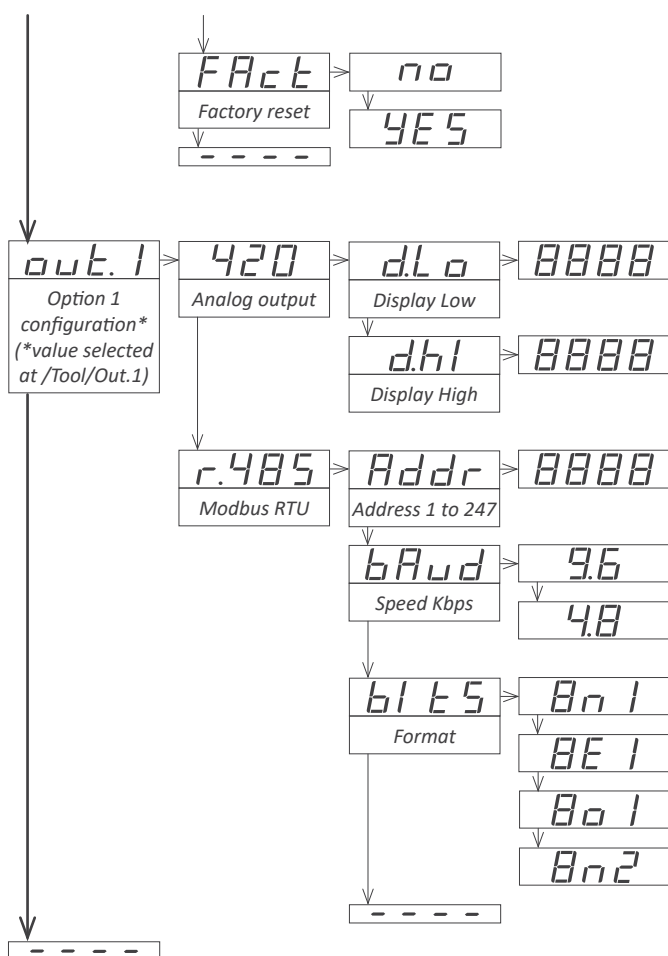 FAct
no
Factory reset
YES
- - - -
out.1
420
d.Lo
8888
Option 1
configuration*
(*value selected
at /Tool/Out.1)
Analog output
Display Low
d.hI
8888
Display High
r.485
Addr
8888
Modbus RTU
Address 1 to 247
bAud
9.6
Speed Kbps
4.8
bItS
8n1
Format
8E1
8o1
8n2
- - - -
- - - -